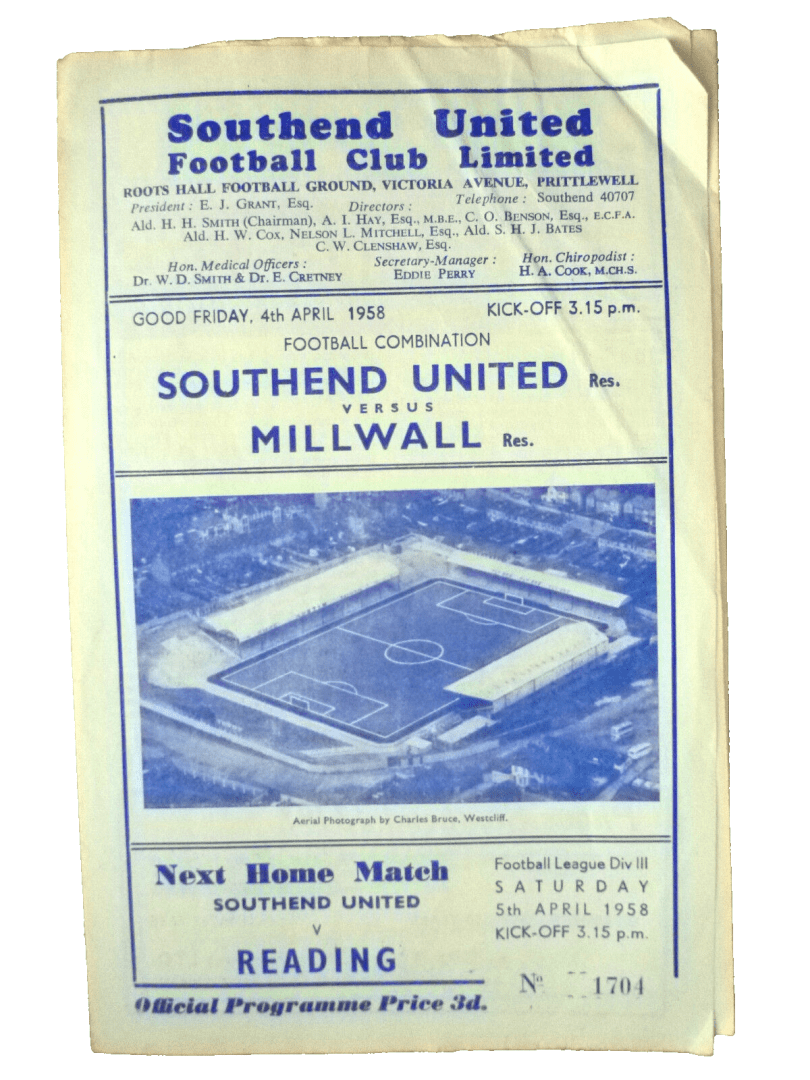 Southend United
Football Club Limited
ROOTS HALL FOOTBALL GROUND, VICTORIA AVENUE, PRITTLEWELL
President : E. J. GRANT, Esq. Directors : Telephone : Southend 40707
Ald. H. H. SMITH (Chairman), A. I. HAY, Esq., M.B.E., C. O. BENSON, Esq., E.C.F.A.
Ald. H. W. COX, NELSON L. MITCHELL, Esq., Ald. S. H. J. BATES
C. W. CLENSHAW, Esq.
Hon. Medical Officers : Secretary-Manager : Hon. Chiropodist :
Dr. W. D. SMITH & Dr. E. CRETNEY EDDIE PERRY H. A. COOK, M.CH.S.
GOOD FRIDAY, 4th APRIL 1958 KICK-OFF 3.15 p.m.
FOOTBALL COMBINATION
SOUTHEND UNITED Res.
VERSUS
MILLWALL Res.
Aerial Photograph by Charles Bruce, Westcliff.
Next Home Match
SOUTHEND UNITED
v
READING
Football League Div III
SATURDAY
5th APRIL 1958
KICK-OFF 3.15 p.m.
Official Programme Price 3d.
No 1704